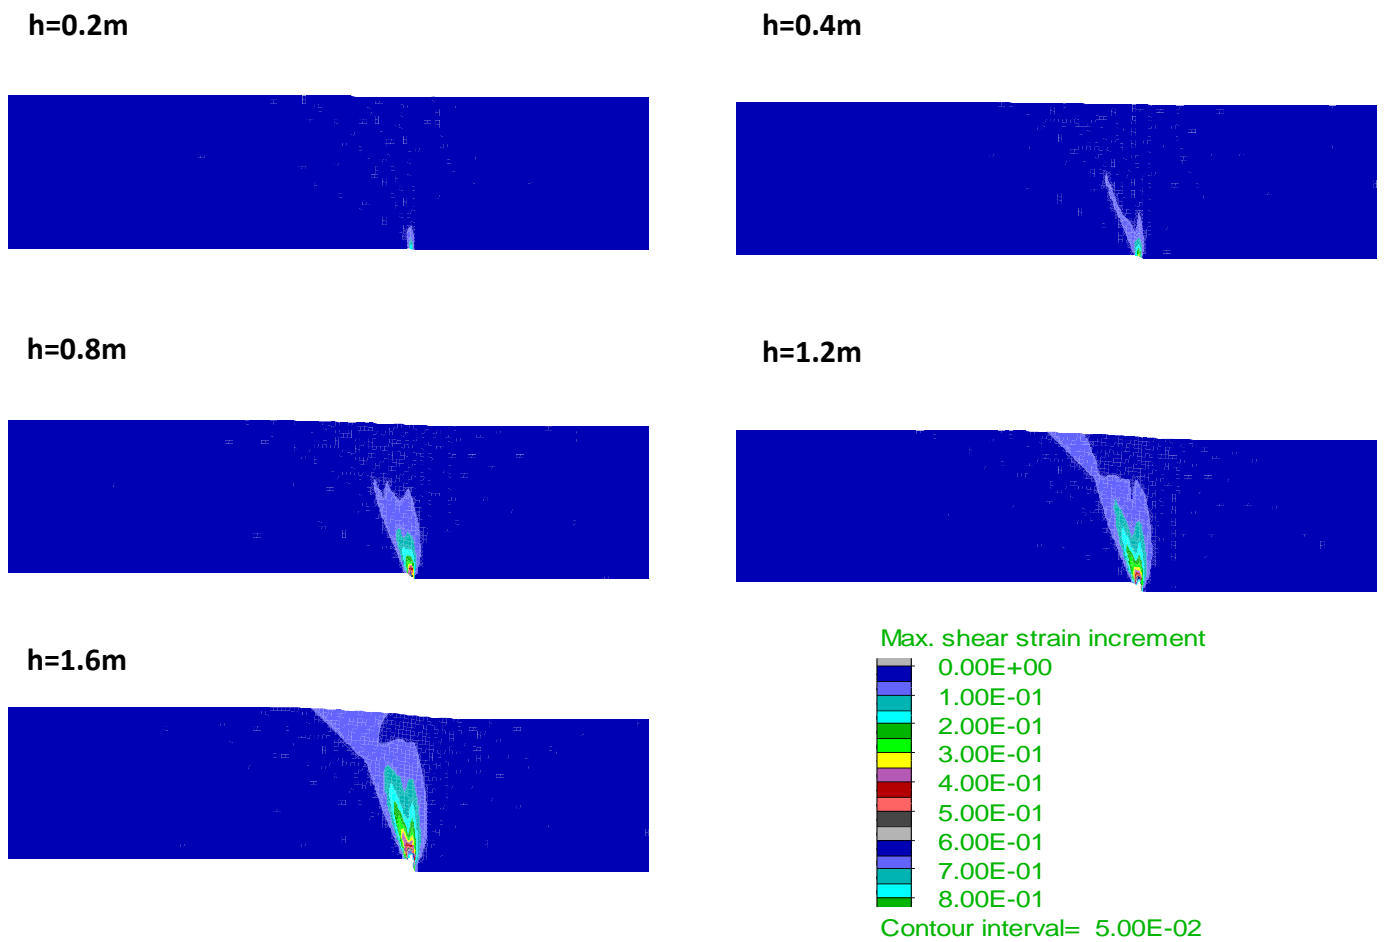 h=0.2m
h=0.4m
h=0.8m
h=1.2m
h=1.6m
Max. shear strain increment
0.00E+00
1.00E-01
2.00E-01
3.00E-01
4.00E-01
5.00E-01
6.00E-01
7.00E-01
8.00E-01
Contour interval= 5.00E-02